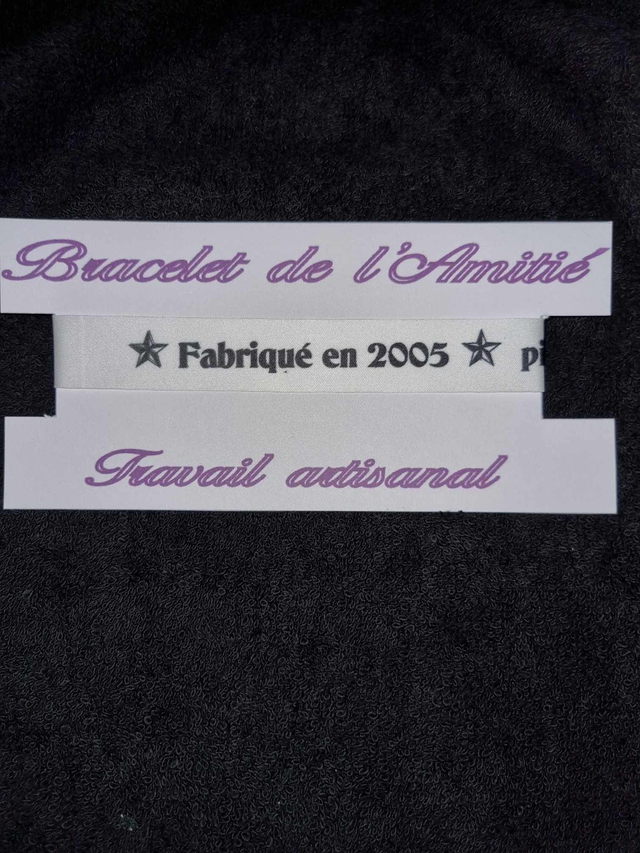 Bracelet de l'Amitié
Fabriqué en 2005
Travail artisanal